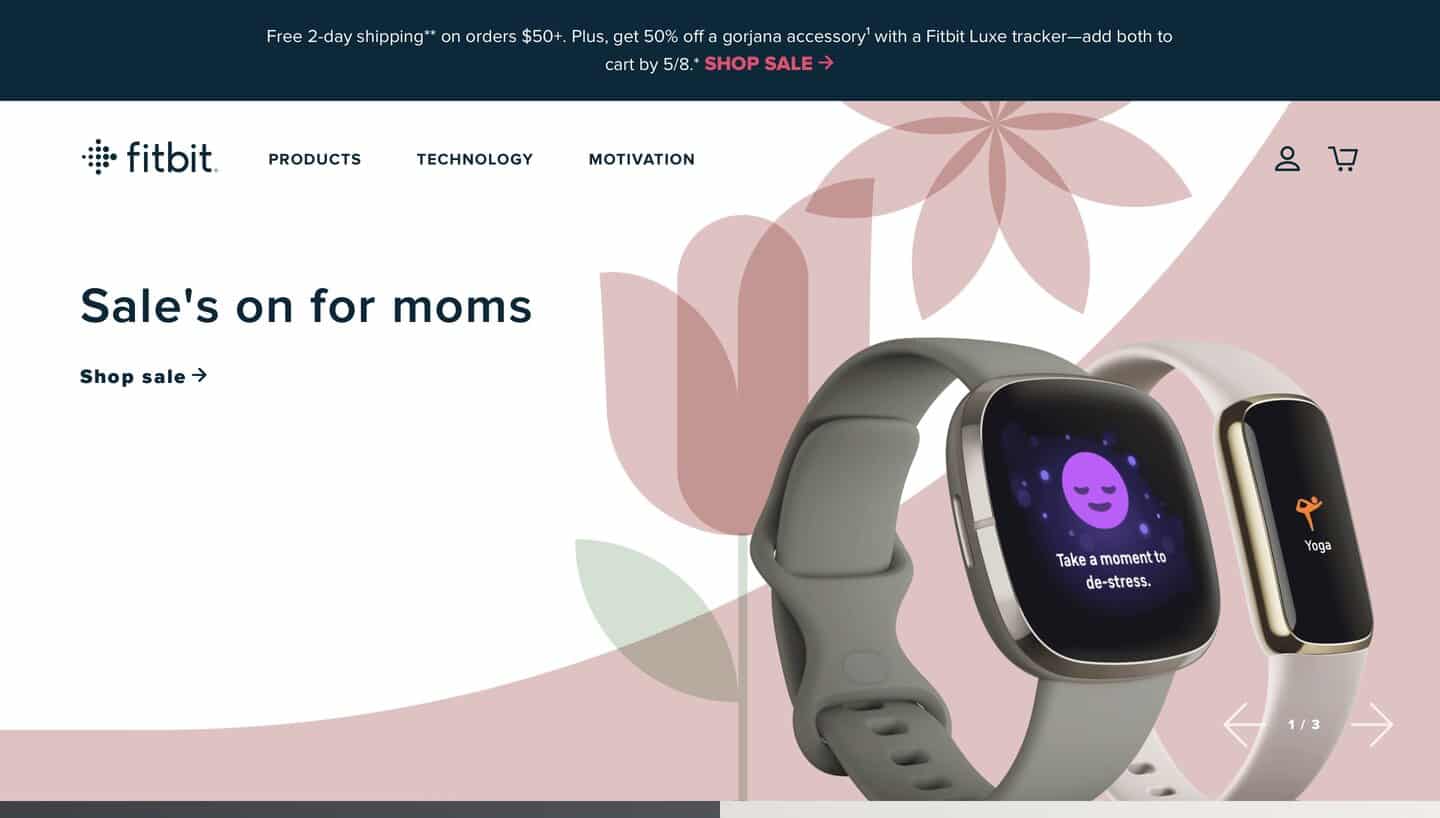 Free 2-day shipping** on orders $50+. Plus, get 50% off a gorjana accessory¹ with a Fitbit Luxe tracker—add both to
cart by 5/8.* SHOP SALE →
fitbit
PRODUCTS
TECHNOLOGY
MOTIVATION
Sale's on for moms
Shop sale →
Take a moment to
de-stress.
Yoga
1 / 3